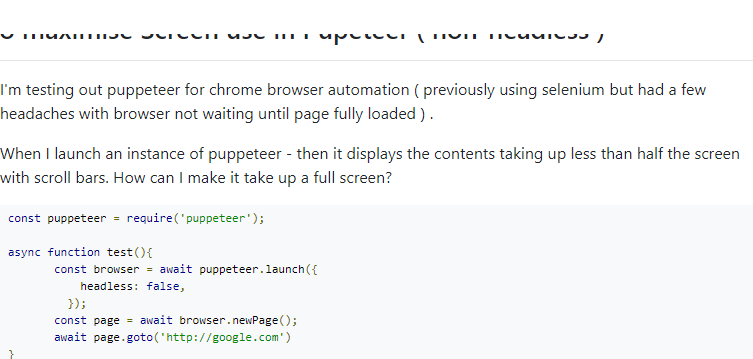 o maximise Screen use in Pupeteer ( non-headless )
I'm testing out puppeteer for chrome browser automation ( previously using selenium but had a few
headaches with browser not waiting until page fully loaded ) .
When I launch an instance of puppeteer - then it displays the contents taking up less than half the screen
with scroll bars. How can I make it take up a full screen?
const puppeteer = require('puppeteer');
async function test(){
const browser = await puppeteer.launch({
headless: false,
});
const page = await browser.newPage();
await page.goto('http://google.com')
}